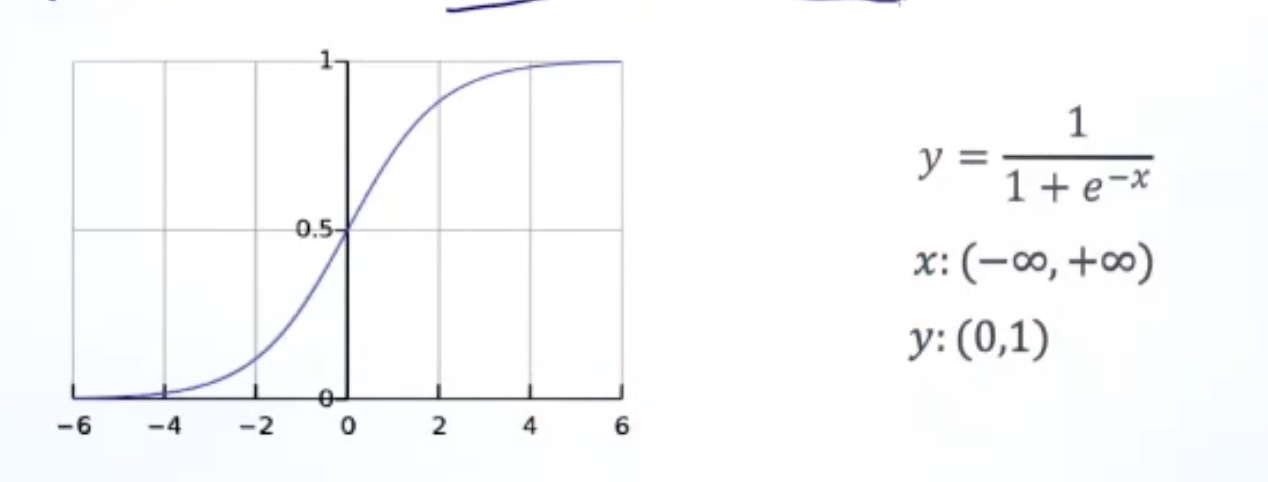 1
0.5
0
−6 −4 −2 0 2 4 6
y = 1 / (1 + e^−x)
x: (−∞, +∞)
y: (0,1)